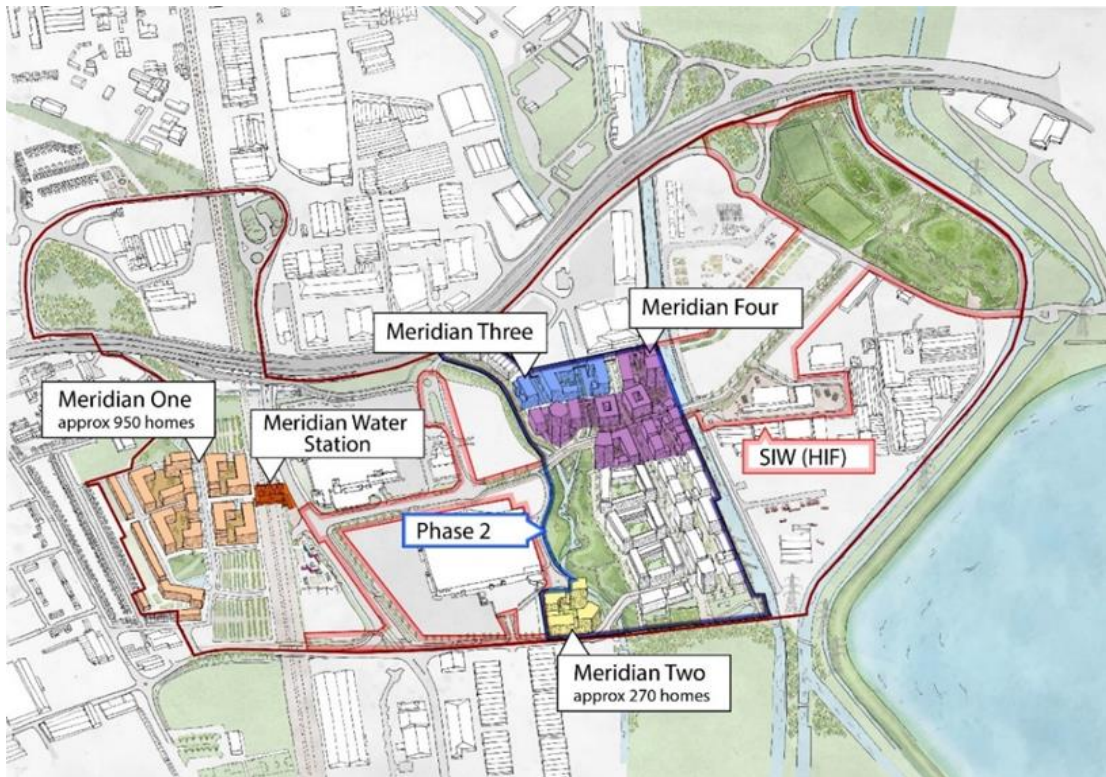 Meridian Four
Meridian Three
Meridian One
approx 950 homes
Meridian Water
Station
SIW (HIF)
Phase 2
Meridian Two
approx 270 homes